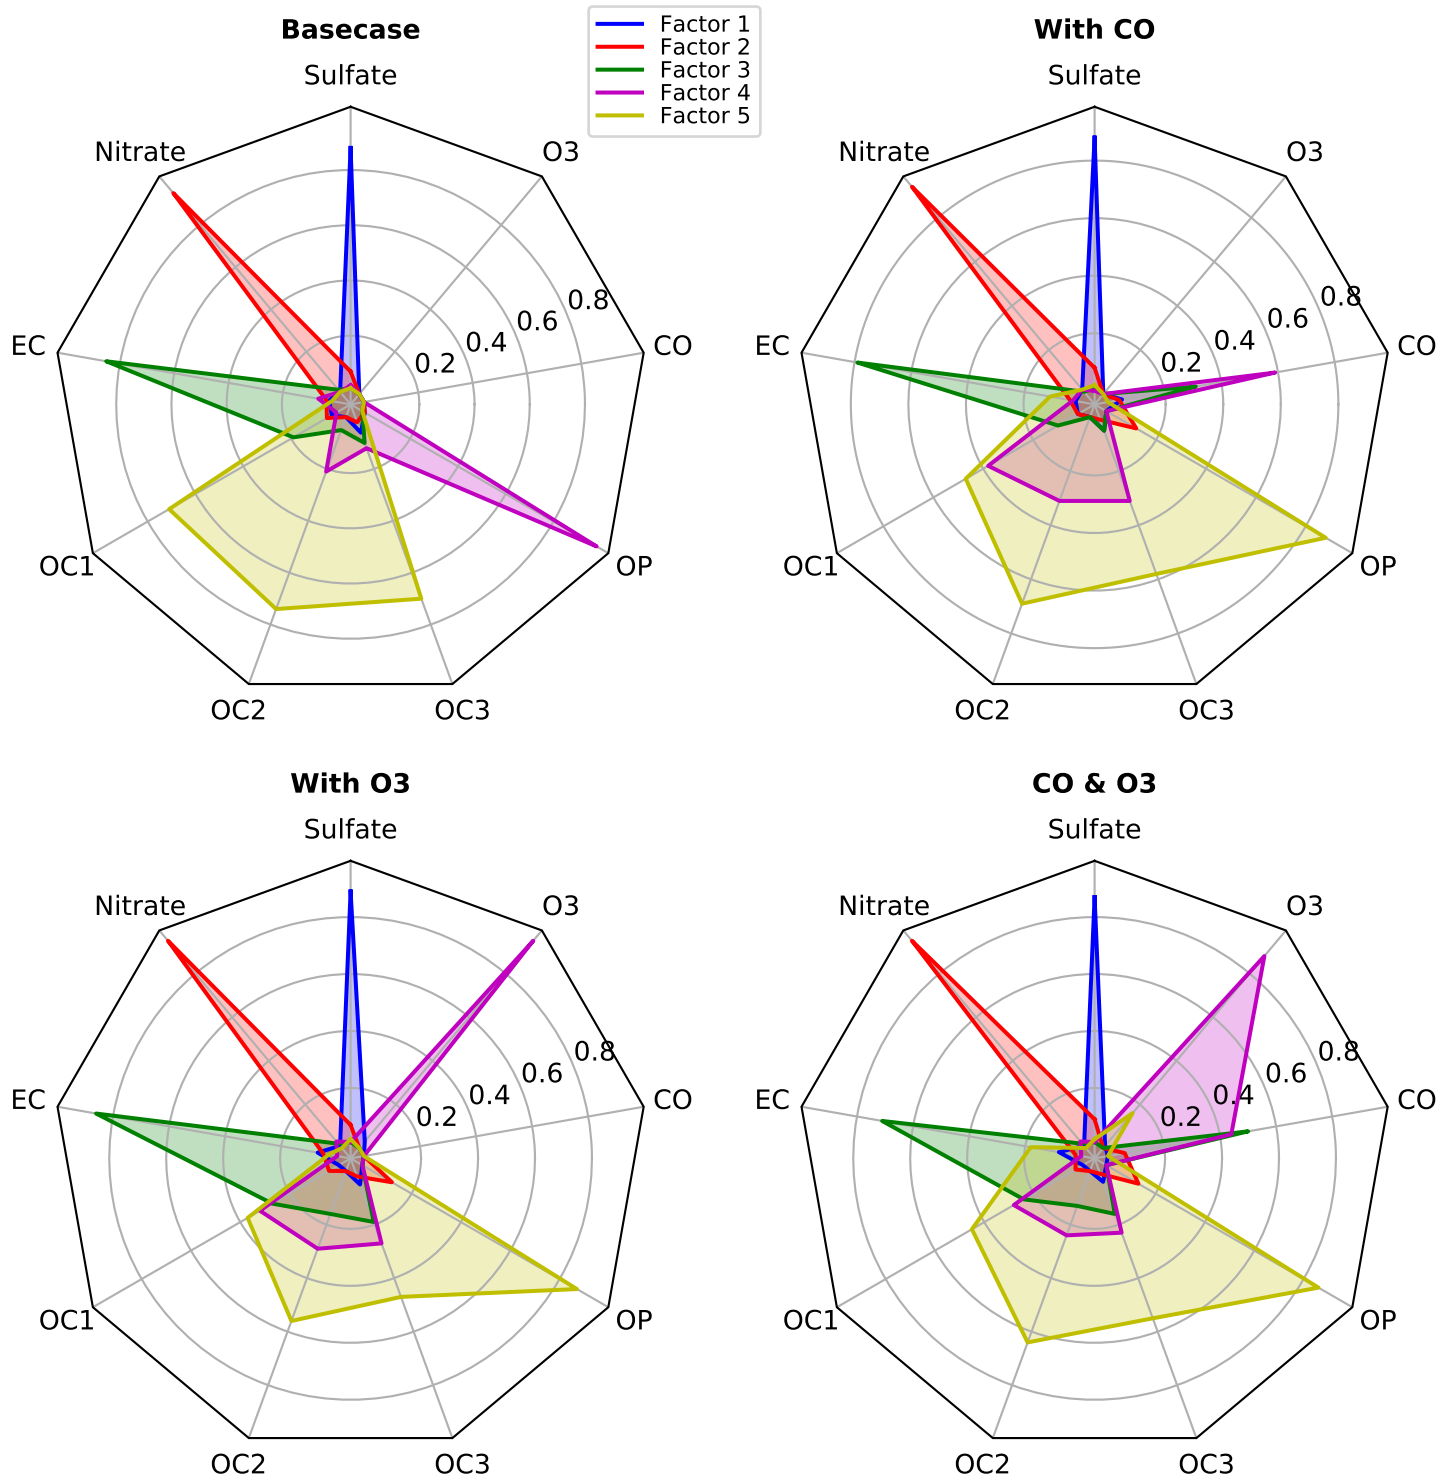 Basecase
Sulfate
Nitrate
O3
EC
CO
OC1
OP
OC2
OC3
0.2
0.4
0.6
0.8
Factor 1
Factor 2
Factor 3
Factor 4
Factor 5
With CO
Sulfate
Nitrate
O3
EC
CO
OC1
OP
OC2
OC3
0.2
0.4
0.6
0.8
With O3
Sulfate
Nitrate
O3
EC
CO
OC1
OP
OC2
OC3
0.2
0.4
0.6
0.8
CO & O3
Sulfate
Nitrate
O3
EC
CO
OC1
OP
OC2
OC3
0.2
0.4
0.6
0.8